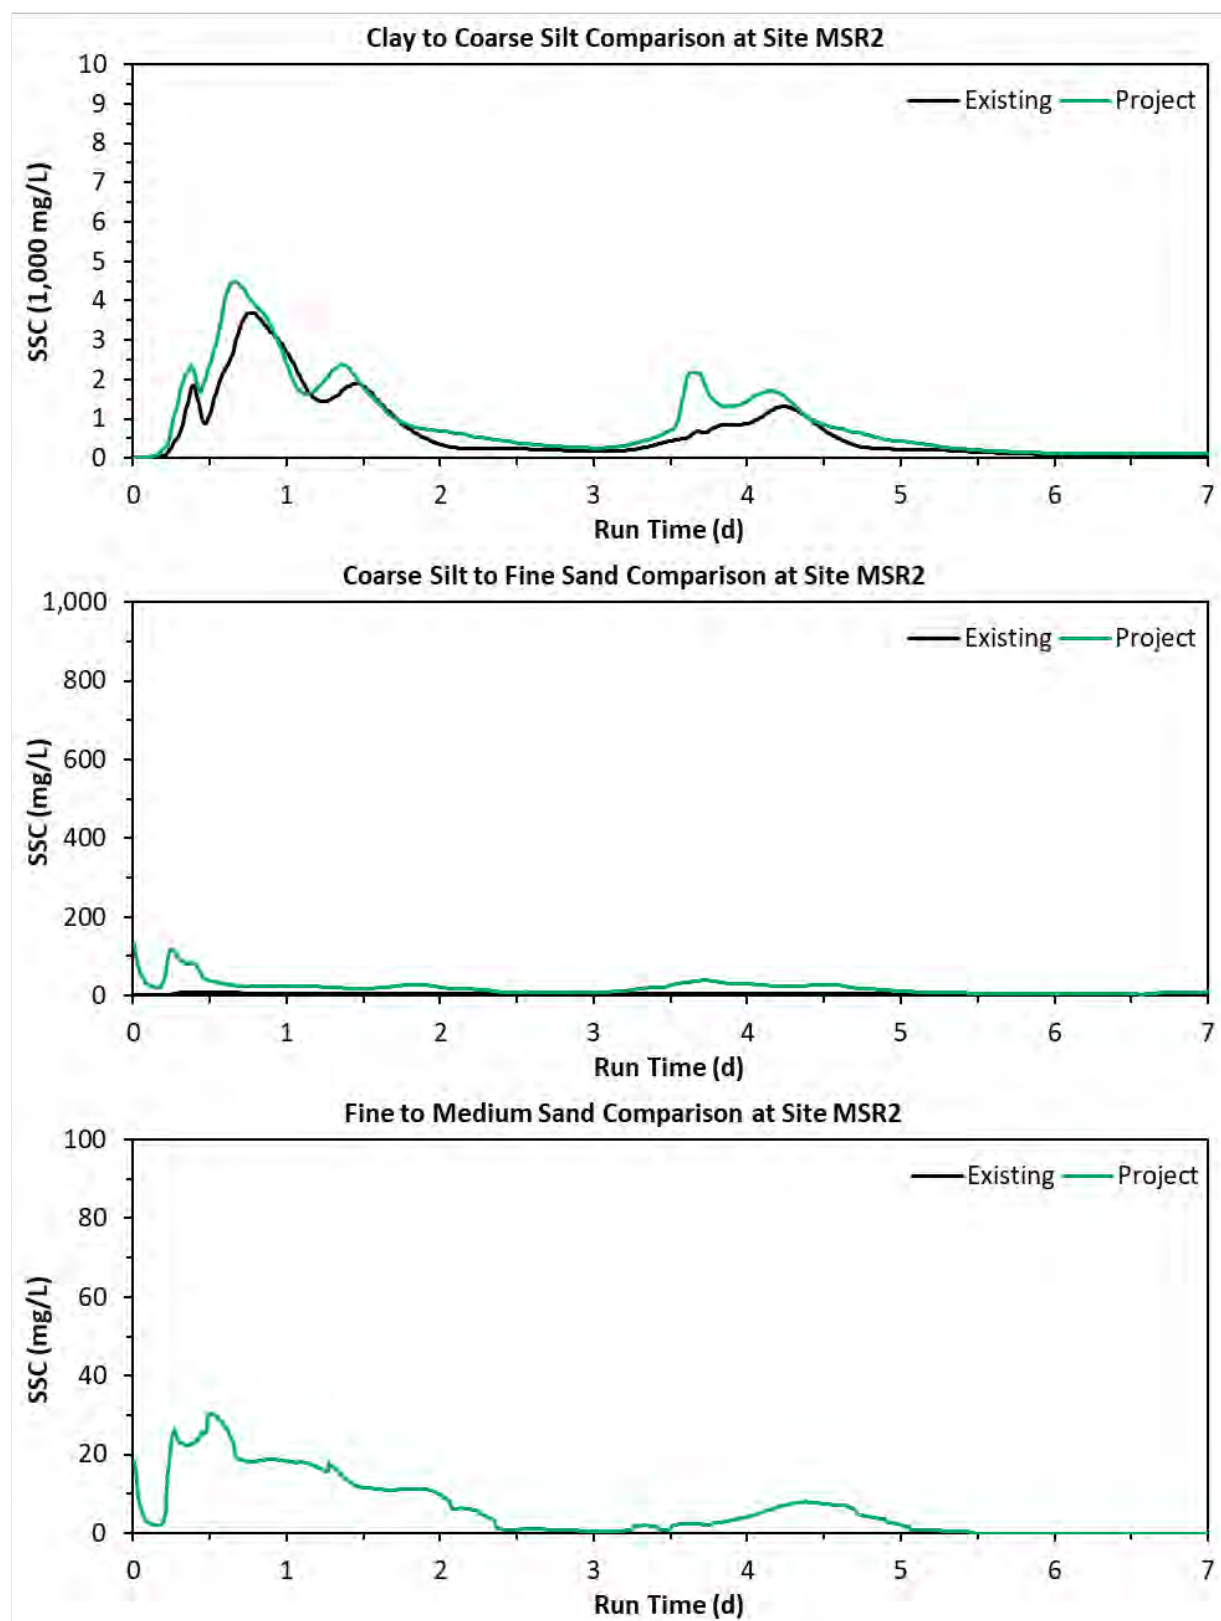 Clay to Coarse Silt Comparison at Site MSR2
10
9
8
7
6
5
4
3
2
1
0
SSC (1,000 mg/L)
Existing Project
0 1 2 3 4 5 6 7
Run Time (d)
Coarse Silt to Fine Sand Comparison at Site MSR2
1,000
800
600
400
200
0
SSC (mg/L)
Existing Project
0 1 2 3 4 5 6 7
Run Time (d)
Fine to Medium Sand Comparison at Site MSR2
100
80
60
40
20
0
SSC (mg/L)
Existing Project
0 1 2 3 4 5 6 7
Run Time (d)